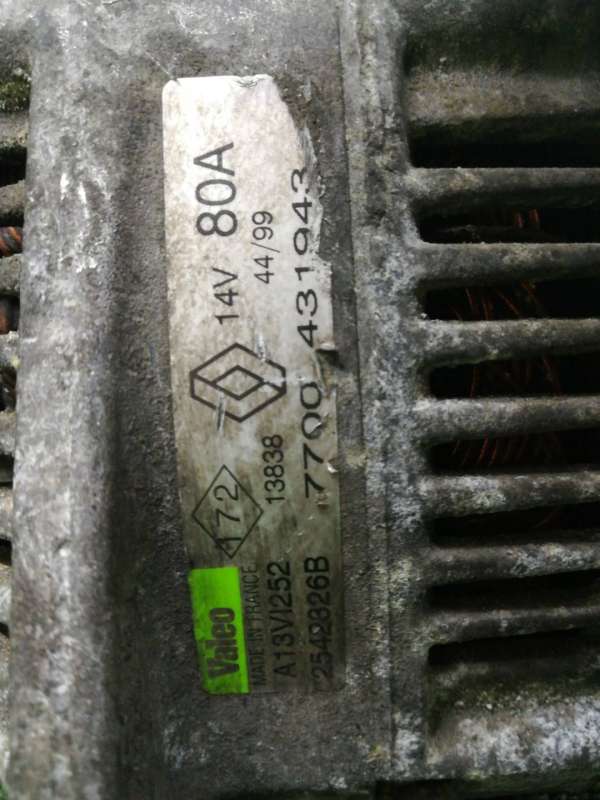 Valeo
MADE IN FRANCE
A13VI252
2542326B
172
13838
14V 80A
44/99
7700 431943